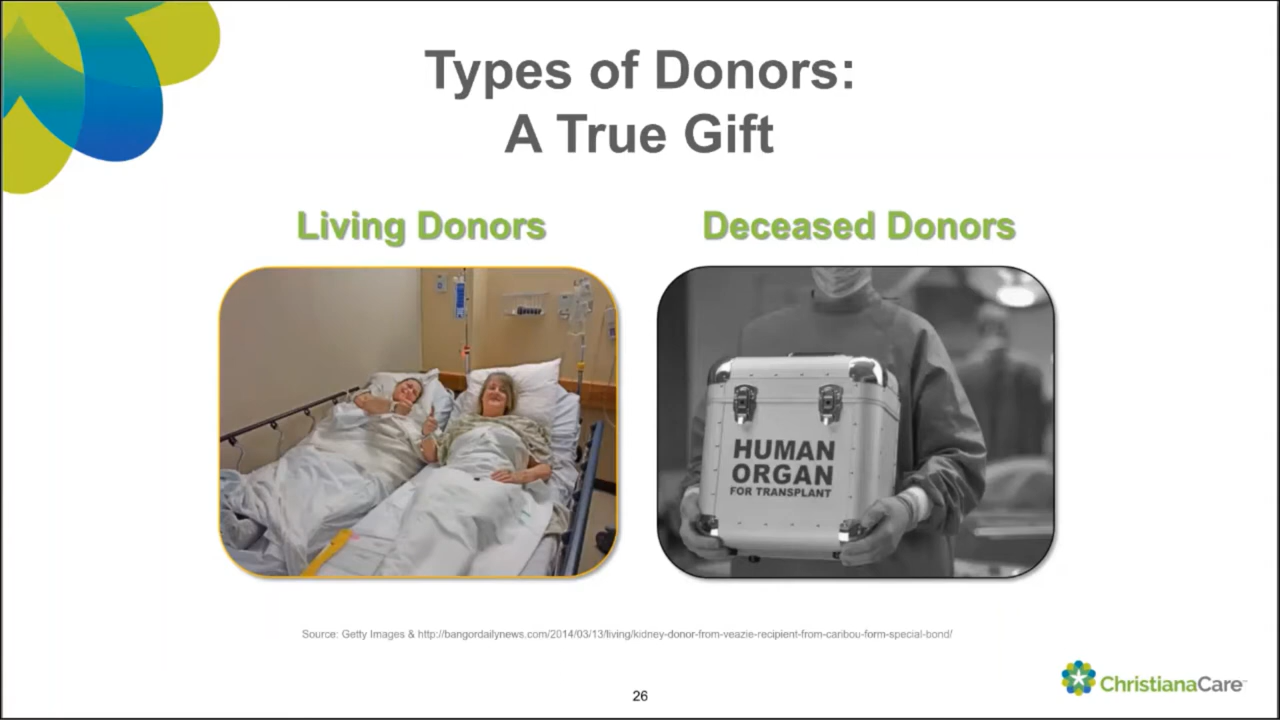 Types of Donors:
A True Gift
Living Donors
Deceased Donors
HUMAN
ORGAN
FOR TRANSPLANT
Source: Getty Images & http://bangordailynews.com/2014/03/13/living/kidney-donor-from-veazie-recipient-from-caribou-form-special-bond/
26
ChristianaCare™